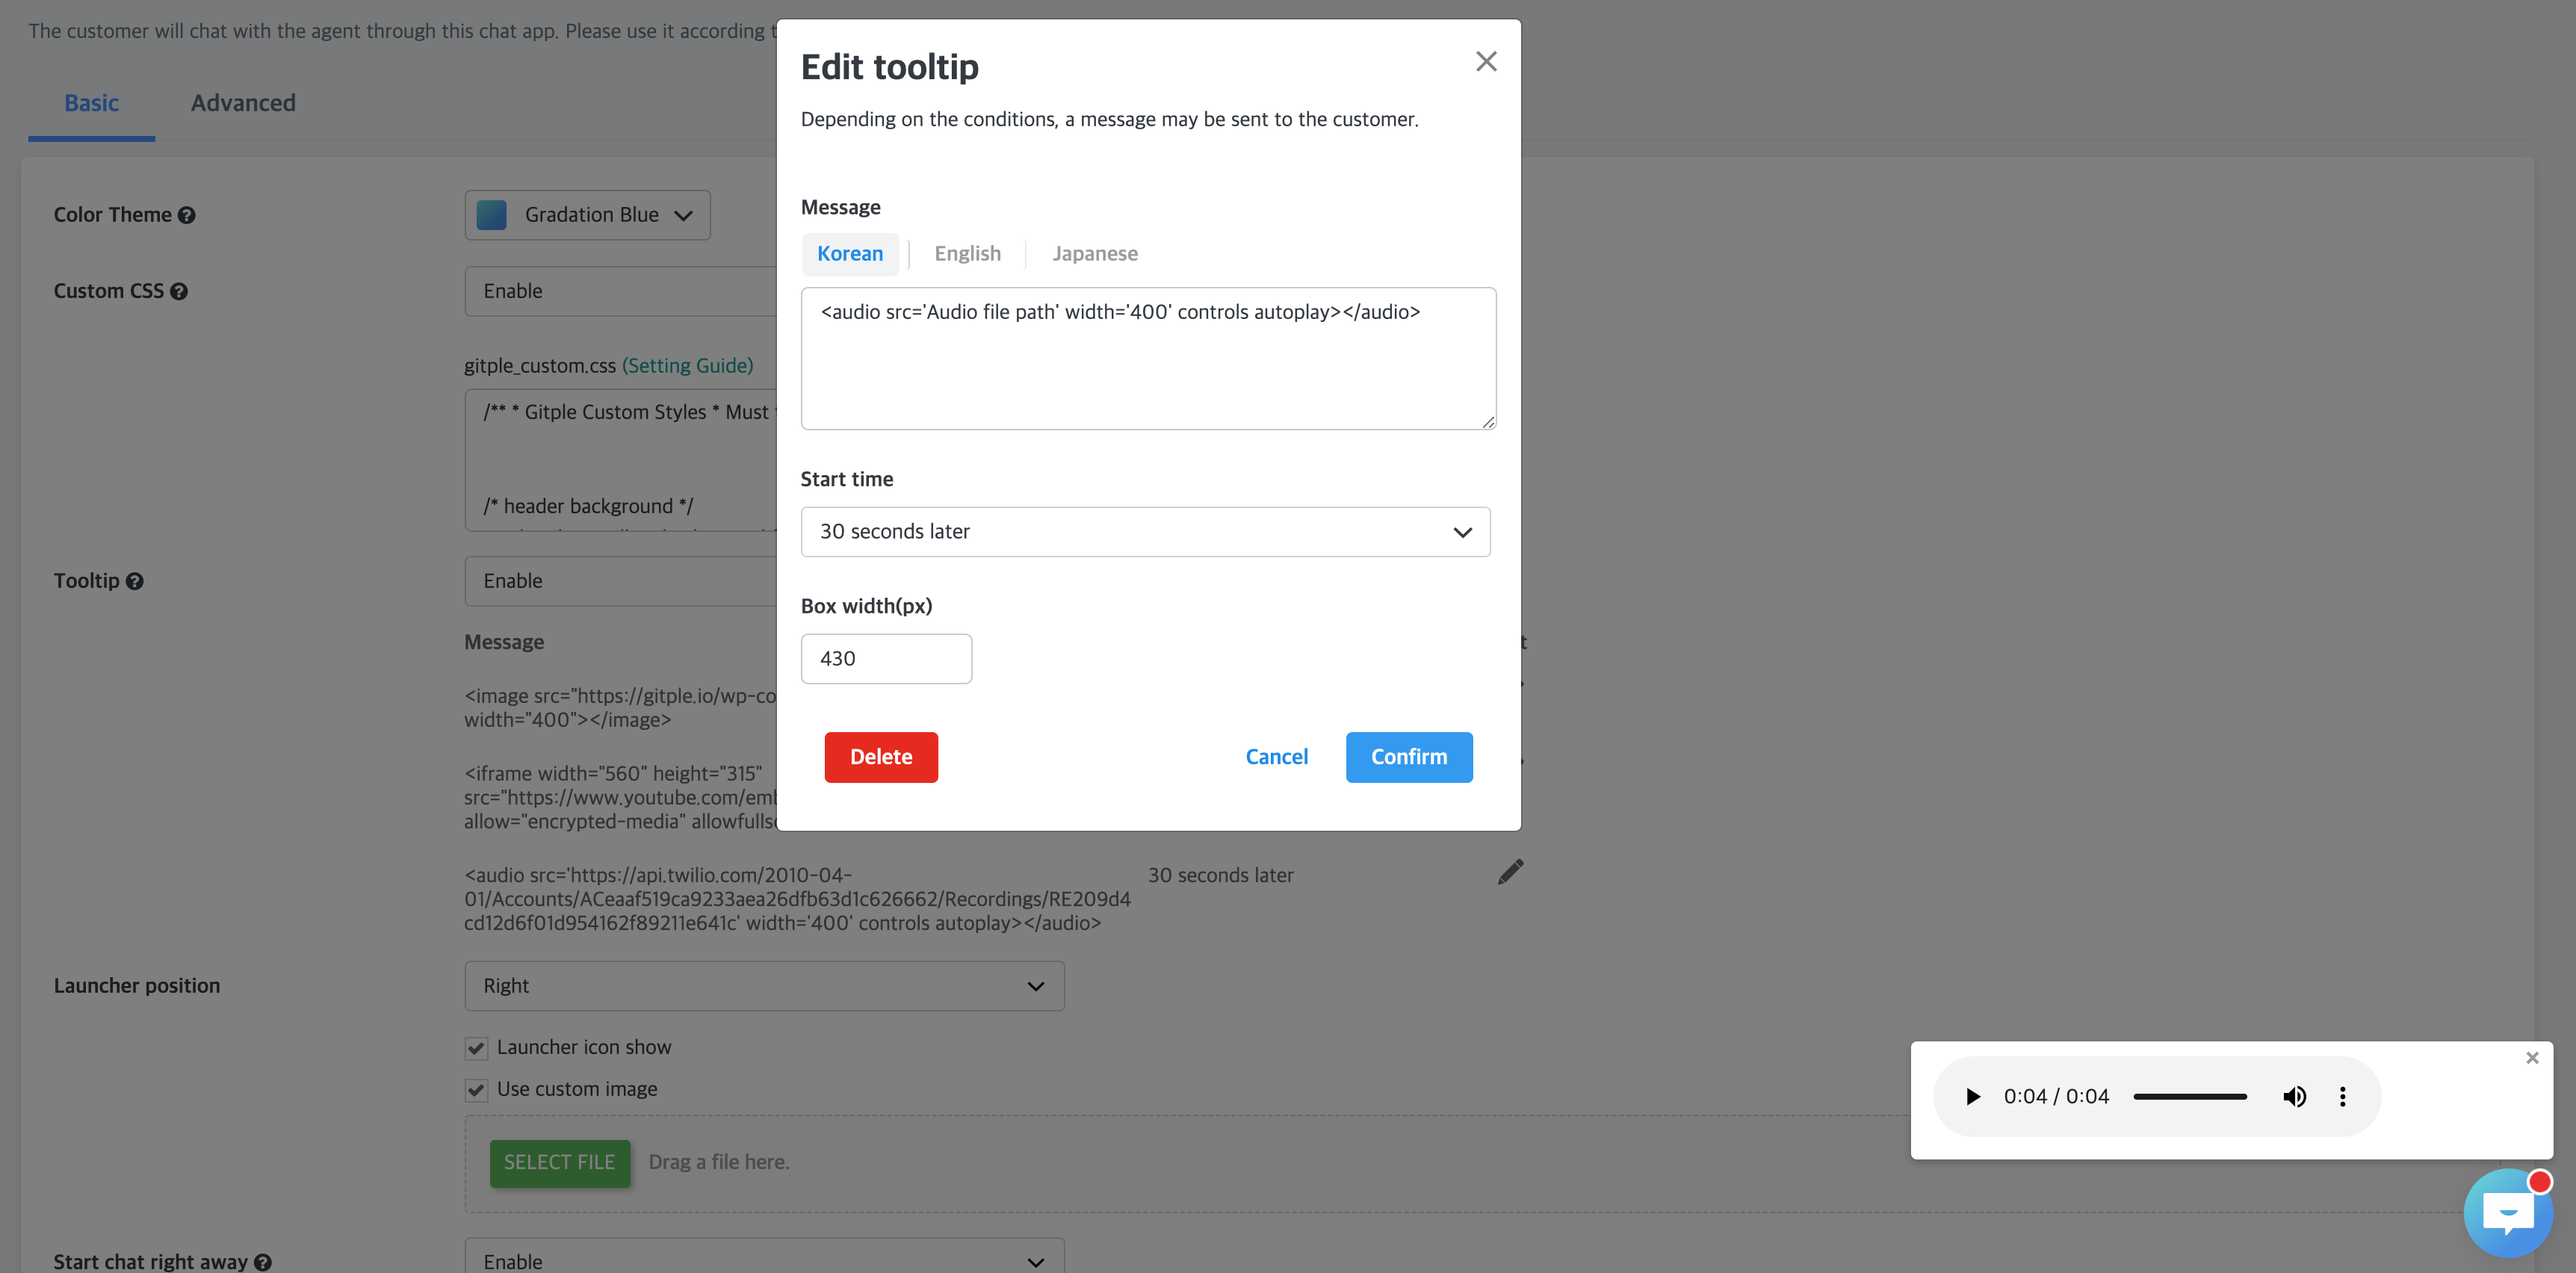 The customer will chat with the agent through this chat app. Please use it according
Basic
Advanced
Color Theme
Gradation Blue
Custom CSS
Enable
gitple_custom.css (Setting Guide)
/** * Gitple Custom Styles * Must
/* header background */
Tooltip
Enable
Message
<image src="https://gitple.io/wp-co
width="400"></image>
<iframe width="560" height="315"
src="https://www.youtube.com/emb
allow="encrypted-media" allowfullsc
<audio src='https://api.twilio.com/2010-04-
01/Accounts/ACeaaf519ca9233aea26dfb63d1c626662/Recordings/RE209d4
cd12d6f01d954162f89211e641c' width='400' controls autoplay></audio>
30 seconds later
Launcher position
Right
Launcher icon show
Use custom image
SELECT FILE
Drag a file here.
Start chat right away
Enable
Edit tooltip
Depending on the conditions, a message may be sent to the customer.
Message
Korean
English
Japanese
<audio src='Audio file path' width='400' controls autoplay></audio>
Start time
30 seconds later
Box width(px)
430
Delete
Cancel
Confirm
0:04 / 0:04